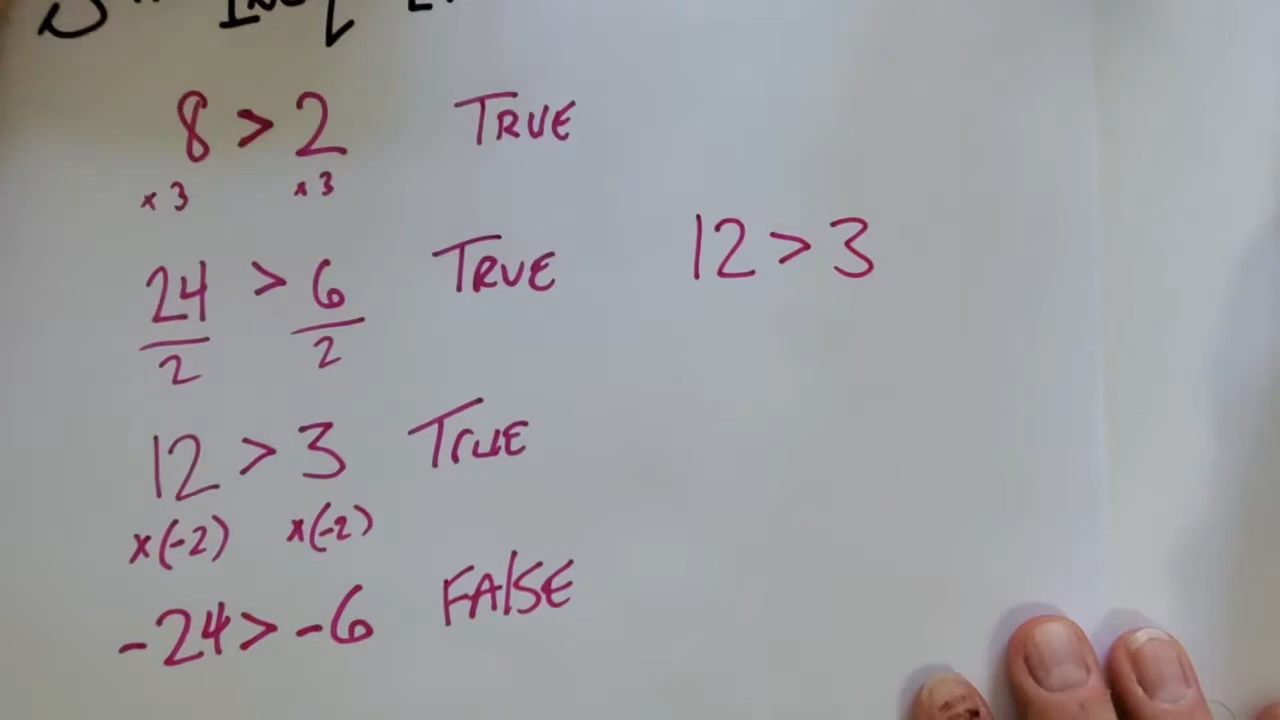 8 > 2 TRUE
x3 x3
24 > 6 TRUE
2 2
12 > 3 TRUE
x(-2) x(-2)
-24 > -6 FAlSE
12 > 3